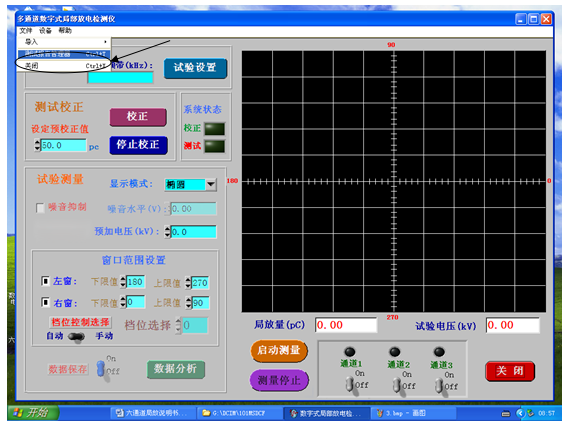 多通道数字式局部放电检测仪
文件 设备 帮助
导入
Ctrl+T
关闭 Ctrl+T
(kHz):
试验设置
测试校正
校正
设定预校正值
50.0 pc
停止校正
系统状态
校正
测试
试验测量
显示模式: 椭圆
噪音抑制
噪音水平(V): 0.00
预加电压(kV): 0.0
窗口范围设置
左窗: 下限值 180 上限值 270
右窗: 下限值 0 上限值 90
档位控制选择
档位选择 0
自动 手动
数据保存
On
Off
数据分析
90
180
0
270
局放量(pC) 0.00
试验电压(kV) 0.00
启动测量
测量停止
通道1 通道2 通道3
On On On
Off Off Off
关 闭
开始
六通道局放说明书...
G:\DCDW\101MSDCF
数字式局部放电检...
3.bmp - 画图
08:57